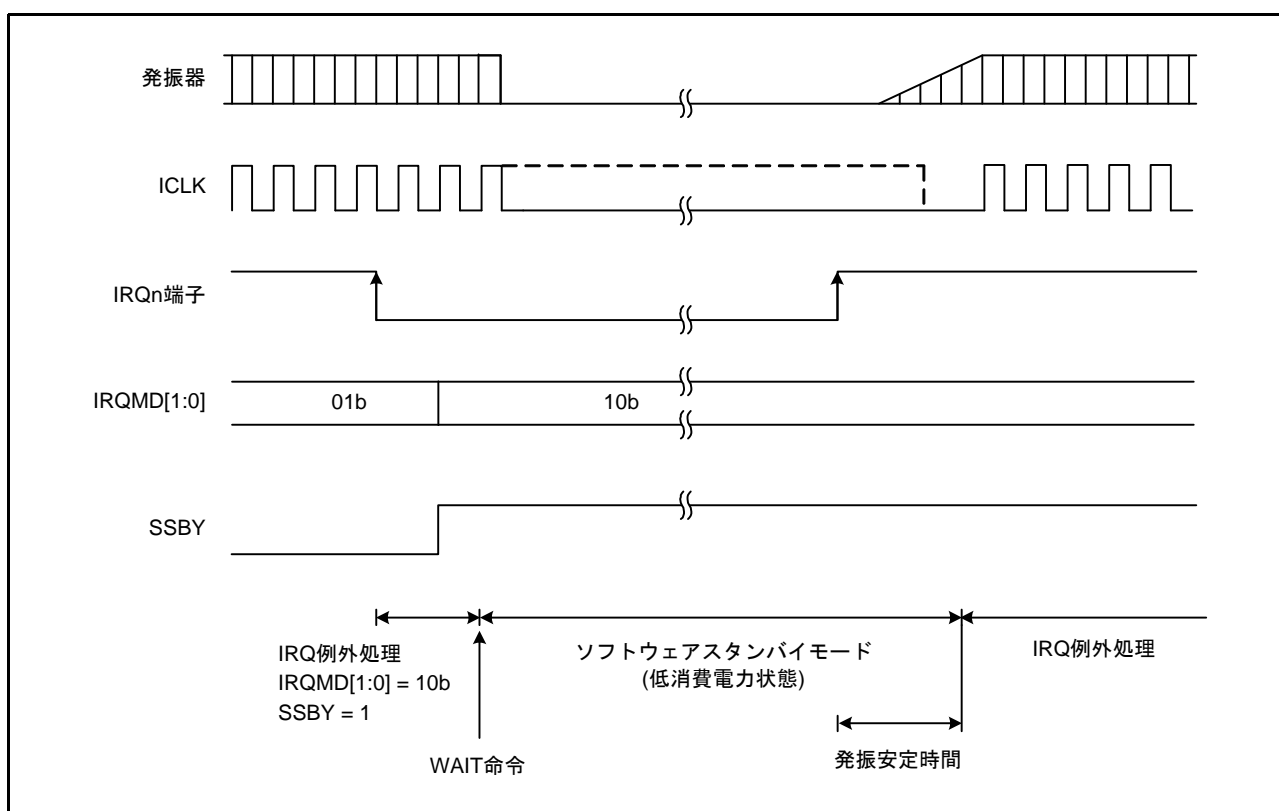 発振器
ICLK
IRQn端子
IRQMD[1:0]
01b
10b
SSBY
IRQ例外処理
IRQMD[1:0] = 10b
SSBY = 1
WAIT命令
ソフトウェアスタンバイモード
(低消費電力状態)
発振安定時間
IRQ例外処理